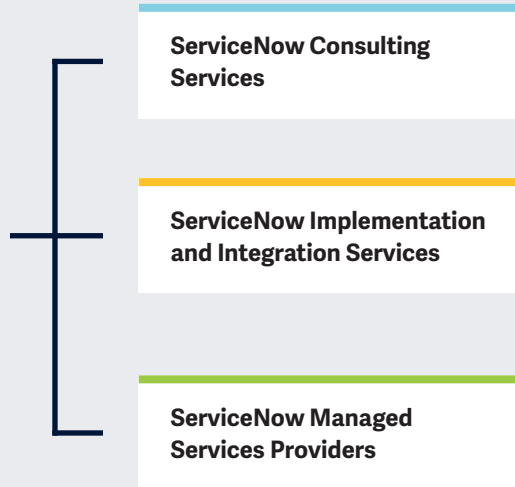 ServiceNow Consulting
Services
ServiceNow Implementation
and Integration Services
ServiceNow Managed
Services Providers